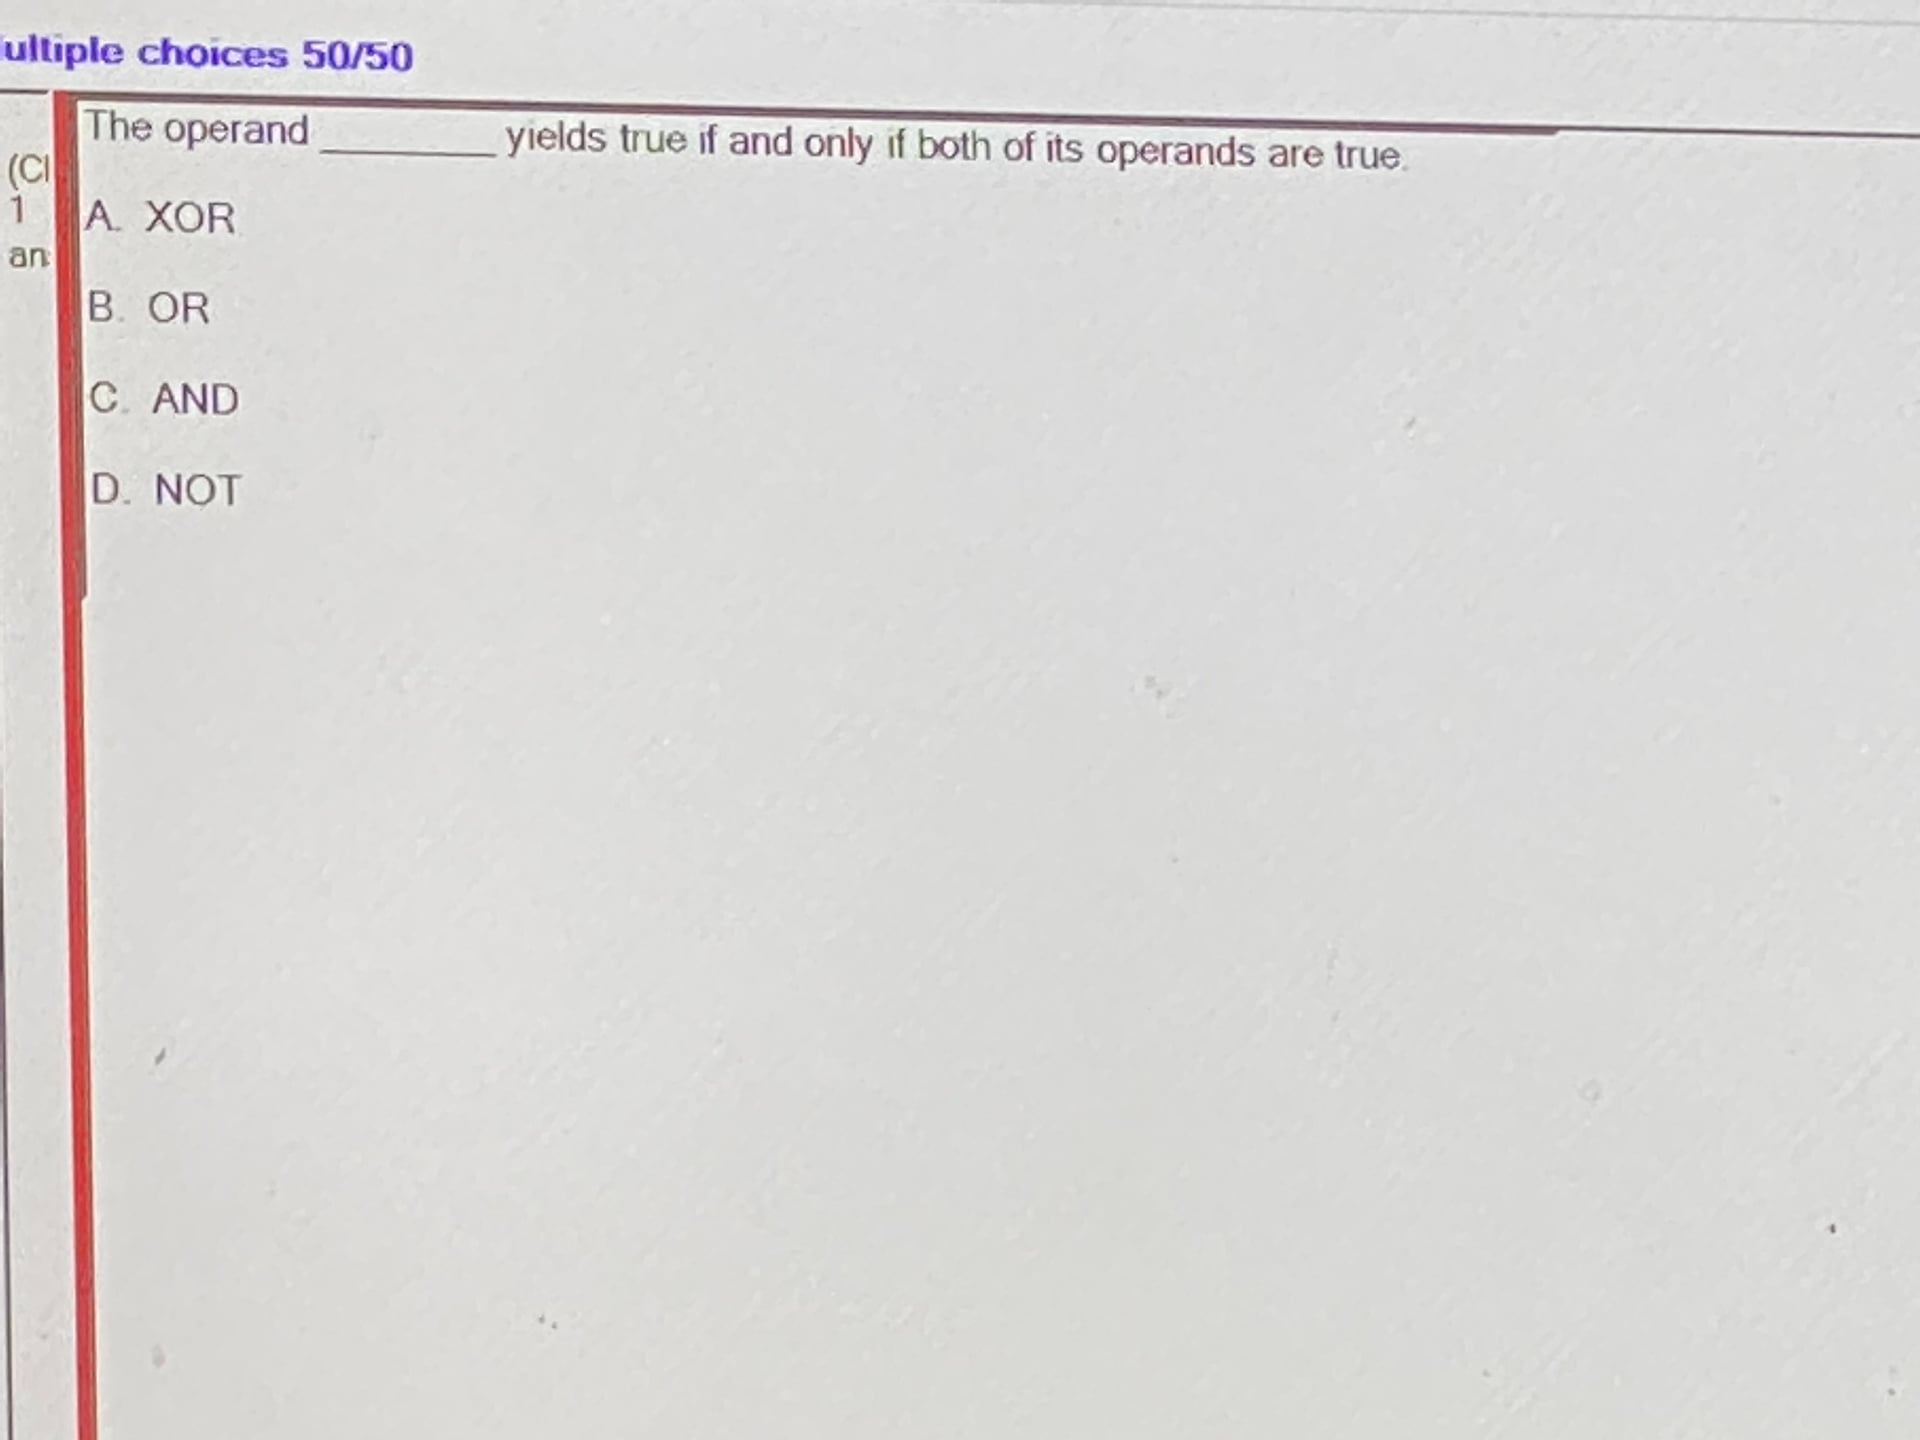 ultiple choices 50/50
The operand ________ yields true if and only if both of its operands are true.
(Cl
1
an
A. XOR
B. OR
C. AND
D. NOT